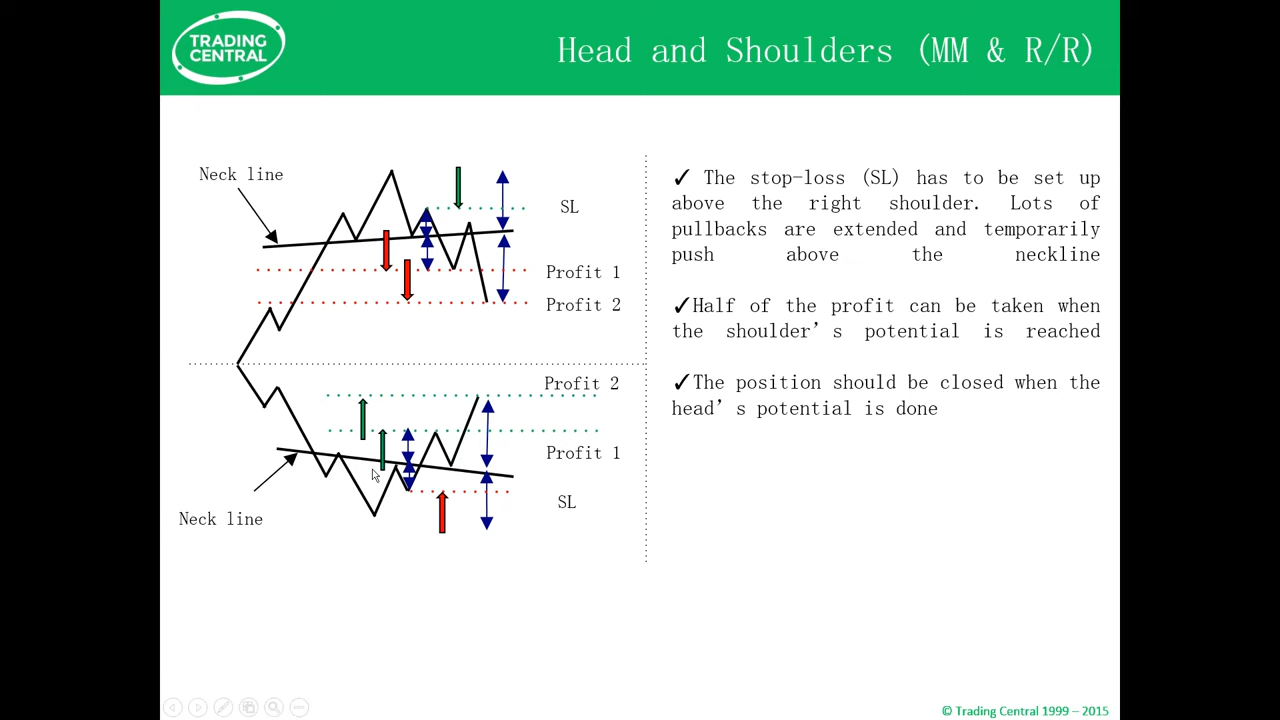 TRADING
CENTRAL
Head and Shoulders (MM & R/R)
Neck line
SL
Profit 1
Profit 2
Profit 2
Profit 1
SL
Neck line
✓ The stop-loss (SL) has to be set up
above the right shoulder. Lots of
pullbacks are extended and temporarily
push above the neckline
✓Half of the profit can be taken when
the shoulder’s potential is reached
✓The position should be closed when the
head’s potential is done
© Trading Central 1999 – 2015